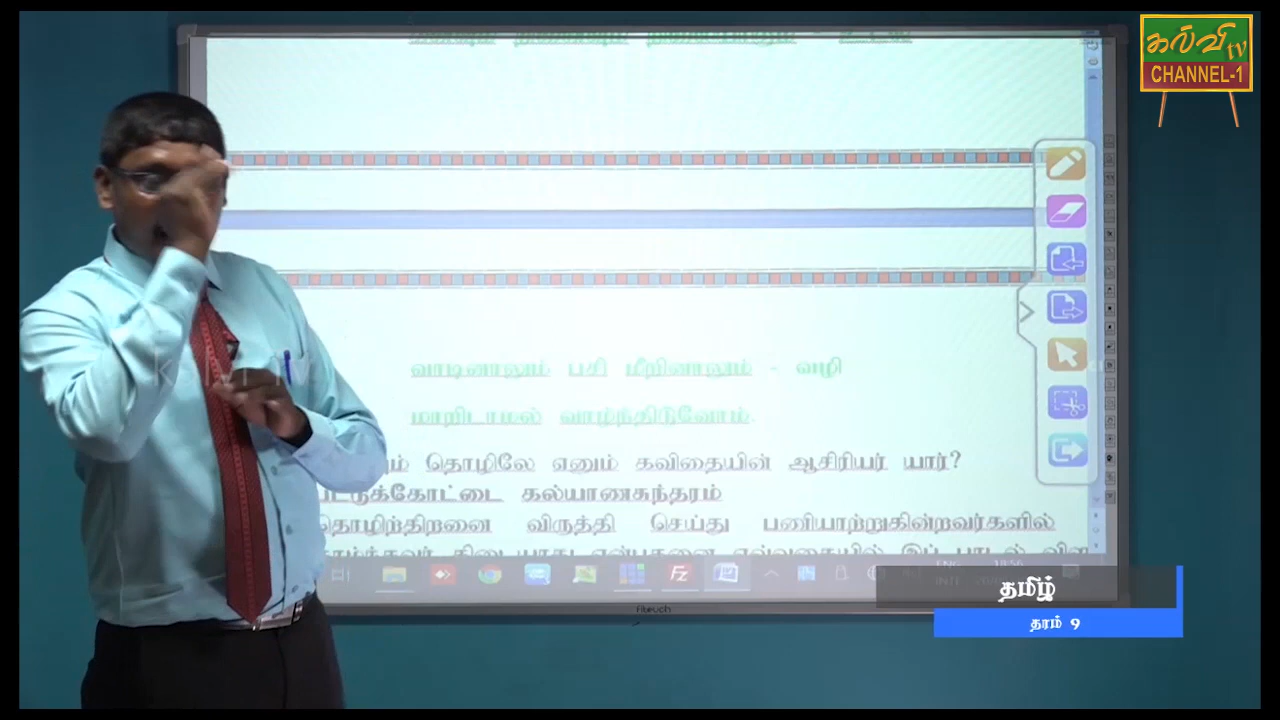 கல்வி tv
CHANNEL-1
வாடினாலும் பசி மீறினாலும் - வழி
மாறிடாமல் வாழ்ந்திடுவோம்.
தொழிலே எனும் கவிதையின் ஆசிரியர் யார்?
பட்டுக்கோட்டை கல்யாணசுந்தரம்
தொழிற்திறனை விருத்தி செய்து பணியாற்றுகின்றவர்களில்
தமிழ்
தரம் 9